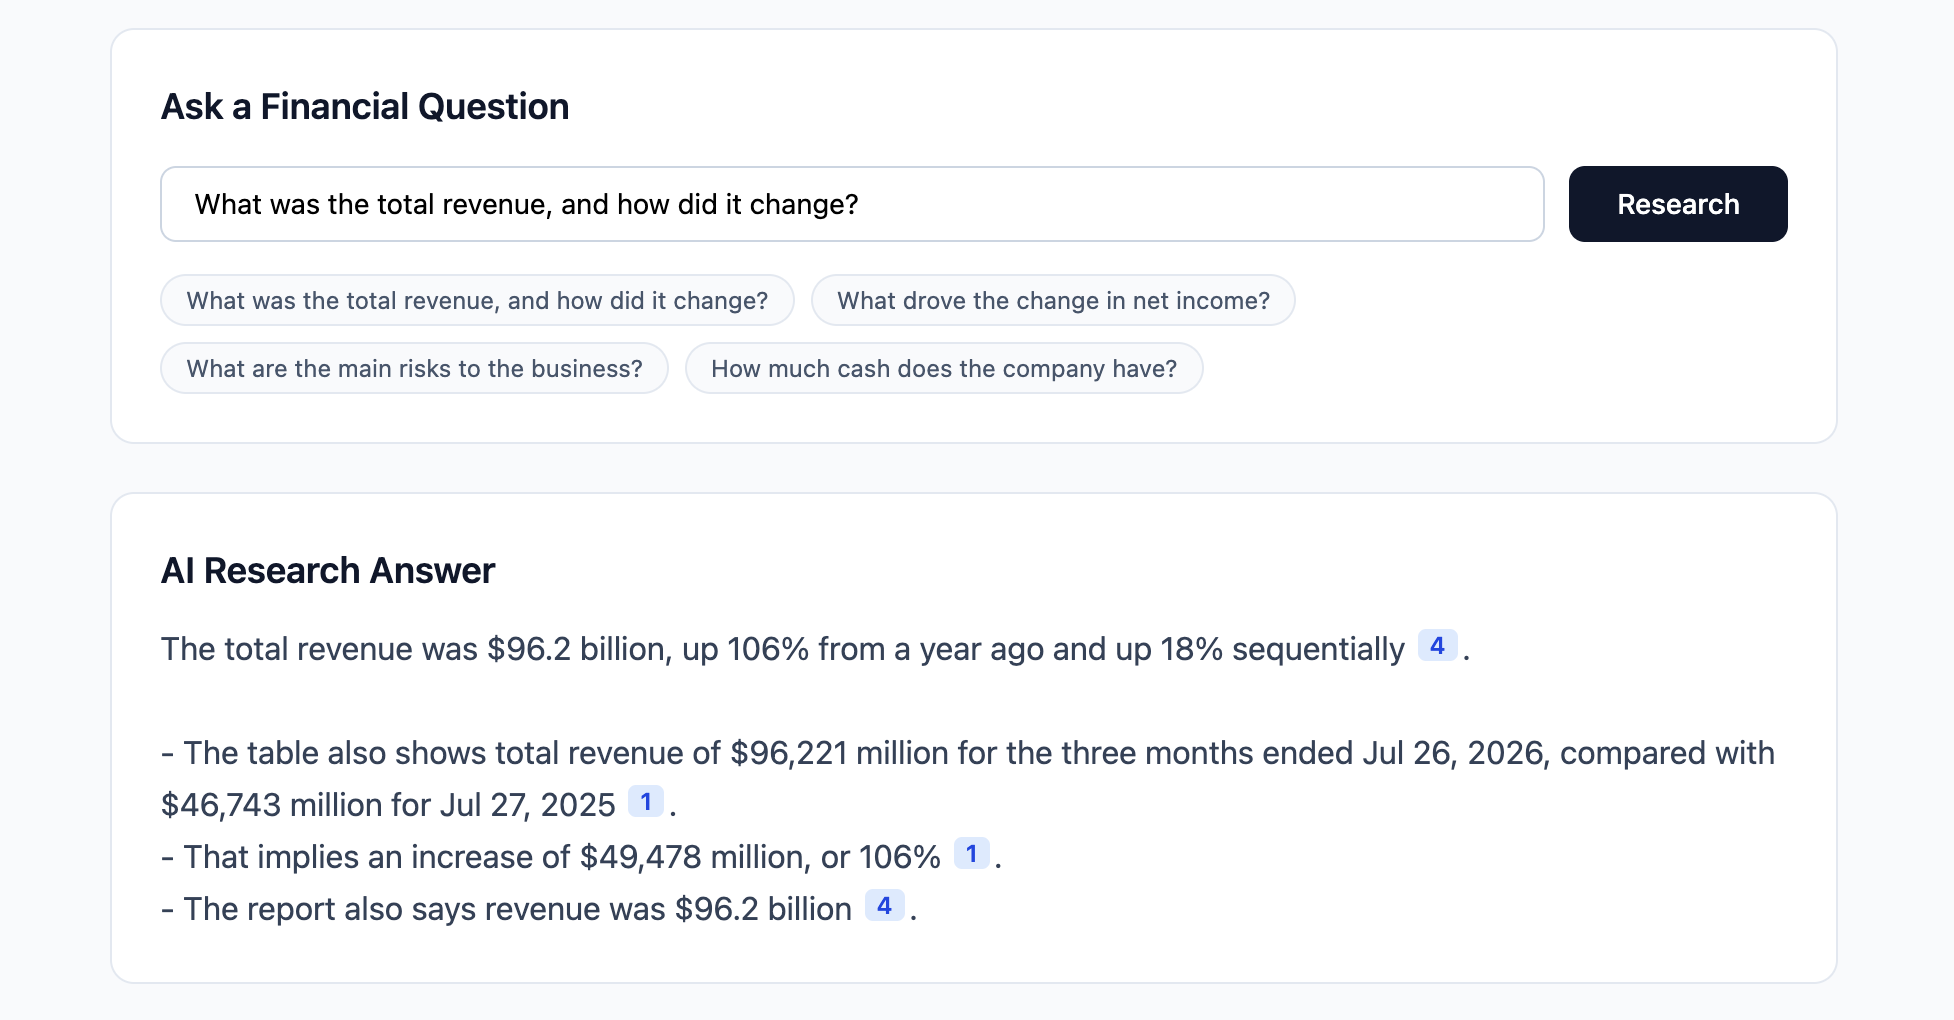 Ask a Financial Question
What was the total revenue, and how did it change?
Research
What was the total revenue, and how did it change?
What drove the change in net income?
What are the main risks to the business?
How much cash does the company have?
AI Research Answer
The total revenue was $96.2 billion, up 106% from a year ago and up 18% sequentially 4 .
- The table also shows total revenue of $96,221 million for the three months ended Jul 26, 2026, compared with
$46,743 million for Jul 27, 2025 1 .
- That implies an increase of $49,478 million, or 106% 1 .
- The report also says revenue was $96.2 billion 4 .